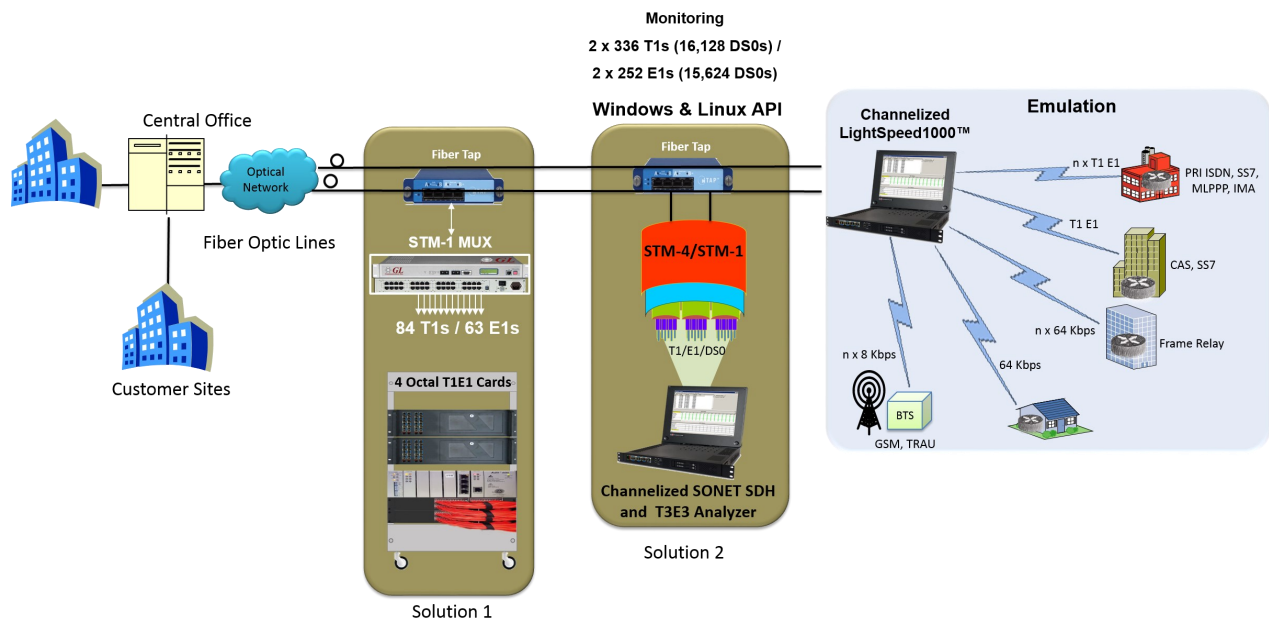 Monitoring
2 x 336 T1s (16,128 DS0s) /
2 x 252 E1s (15,624 DS0s)
Windows & Linux API
Central Office
Optical
Network
Fiber Optic Lines
Customer Sites
Fiber Tap
STM-1 MUX
GL
84 T1s / 63 E1s
4 Octal T1E1 Cards
Solution 1
Fiber Tap
STM-4/STM-1
T1/E1/DS0
Channelized SONET SDH
and T3E3 Analyzer
Solution 2
Emulation
Channelized
LightSpeed1000™
n x T1 E1
PRI ISDN, SS7,
MLPPP, IMA
T1 E1
CAS, SS7
n x 64 Kbps
Frame Relay
64 Kbps
n x 8 Kbps
BTS
GSM, TRAU